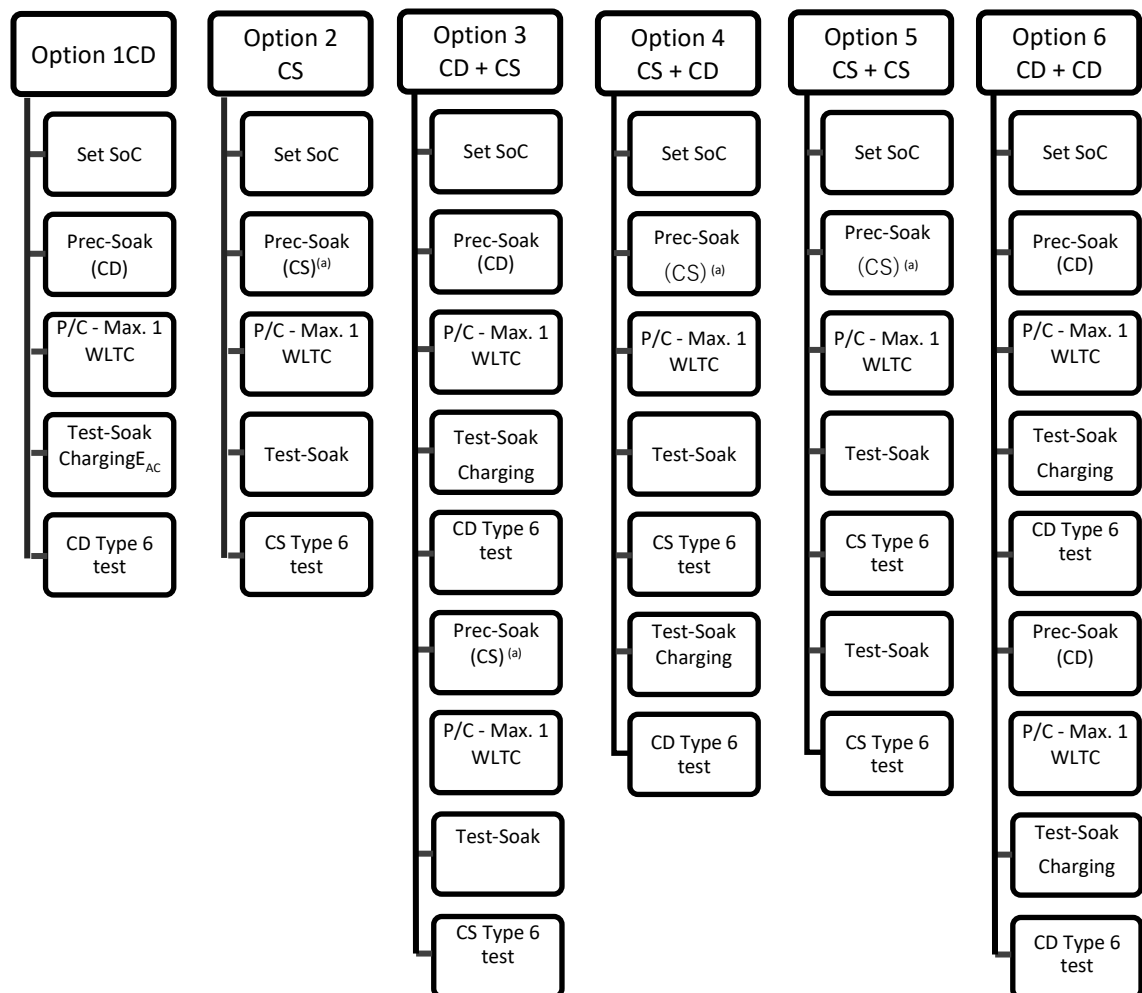 Option 1CD
Set SoC
Prec-Soak
(CD)
P/C - Max. 1
WLTC
Test-Soak
ChargingE_AC
CD Type 6
test
Option 2
CS
Set SoC
Prec-Soak
(CS)(a)
P/C - Max. 1
WLTC
Test-Soak
CS Type 6
test
Option 3
CD + CS
Set SoC
Prec-Soak
(CD)
P/C - Max. 1
WLTC
Test-Soak
Charging
CD Type 6
test
Prec-Soak
(CS) (a)
P/C - Max. 1
WLTC
Test-Soak
CS Type 6
test
Option 4
CS + CD
Set SoC
Prec-Soak
(CS) (a)
P/C - Max. 1
WLTC
Test-Soak
CS Type 6
test
Test-Soak
Charging
CD Type 6
test
Option 5
CS + CS
Set SoC
Prec-Soak
(CS) (a)
P/C - Max. 1
WLTC
Test-Soak
CS Type 6
test
Test-Soak
CS Type 6
test
Option 6
CD + CD
Set SoC
Prec-Soak
(CD)
P/C - Max. 1
WLTC
Test-Soak
Charging
CD Type 6
test
Prec-Soak
(CD)
P/C - Max. 1
WLTC
Test-Soak
Charging
CD Type 6
test